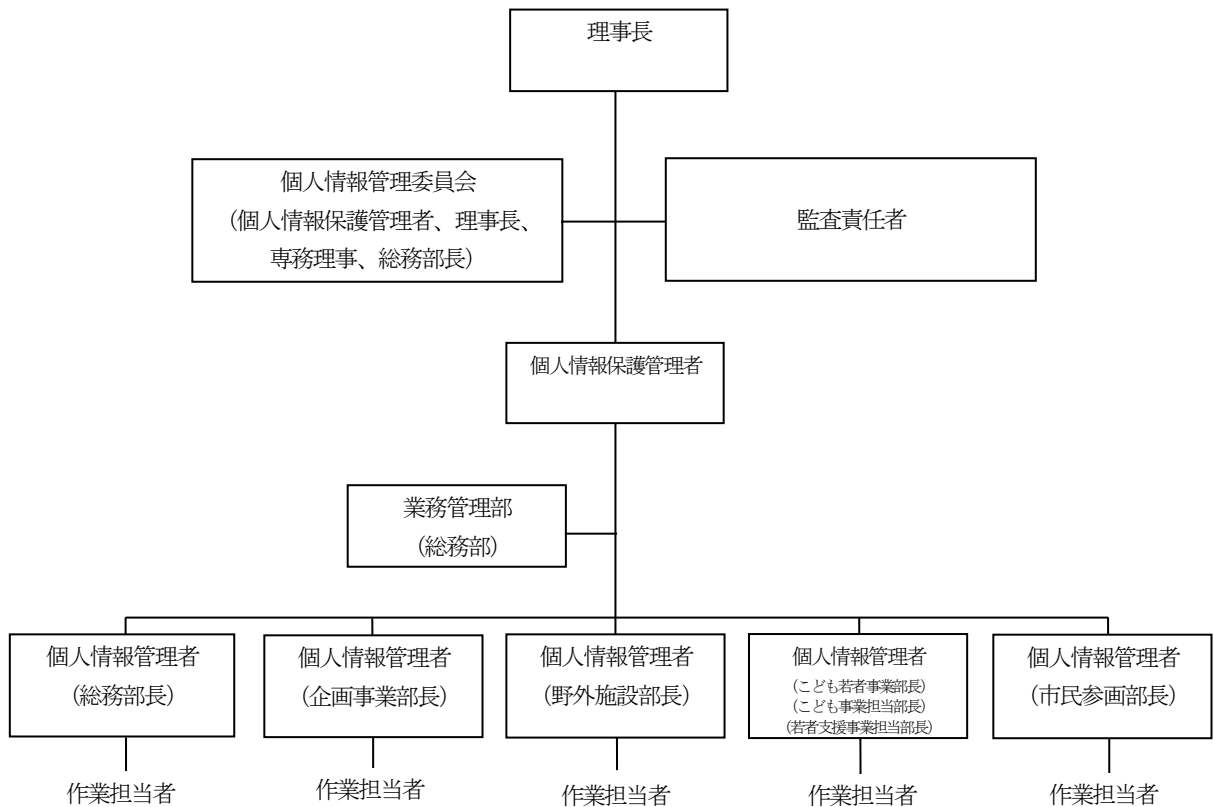 理事長
個人情報管理委員会
(個人情報保護管理者、理事長、
専務理事、総務部長)
監査責任者
個人情報保護管理者
業務管理部
(総務部)
個人情報管理者
(総務部長)
個人情報管理者
(企画事業部長)
個人情報管理者
(野外施設部長)
個人情報管理者
(こども若者事業部長)
(こども事業担当部長)
(若者支援事業担当部長)
個人情報管理者
(市民参画部長)
作業担当者
作業担当者
作業担当者
作業担当者
作業担当者